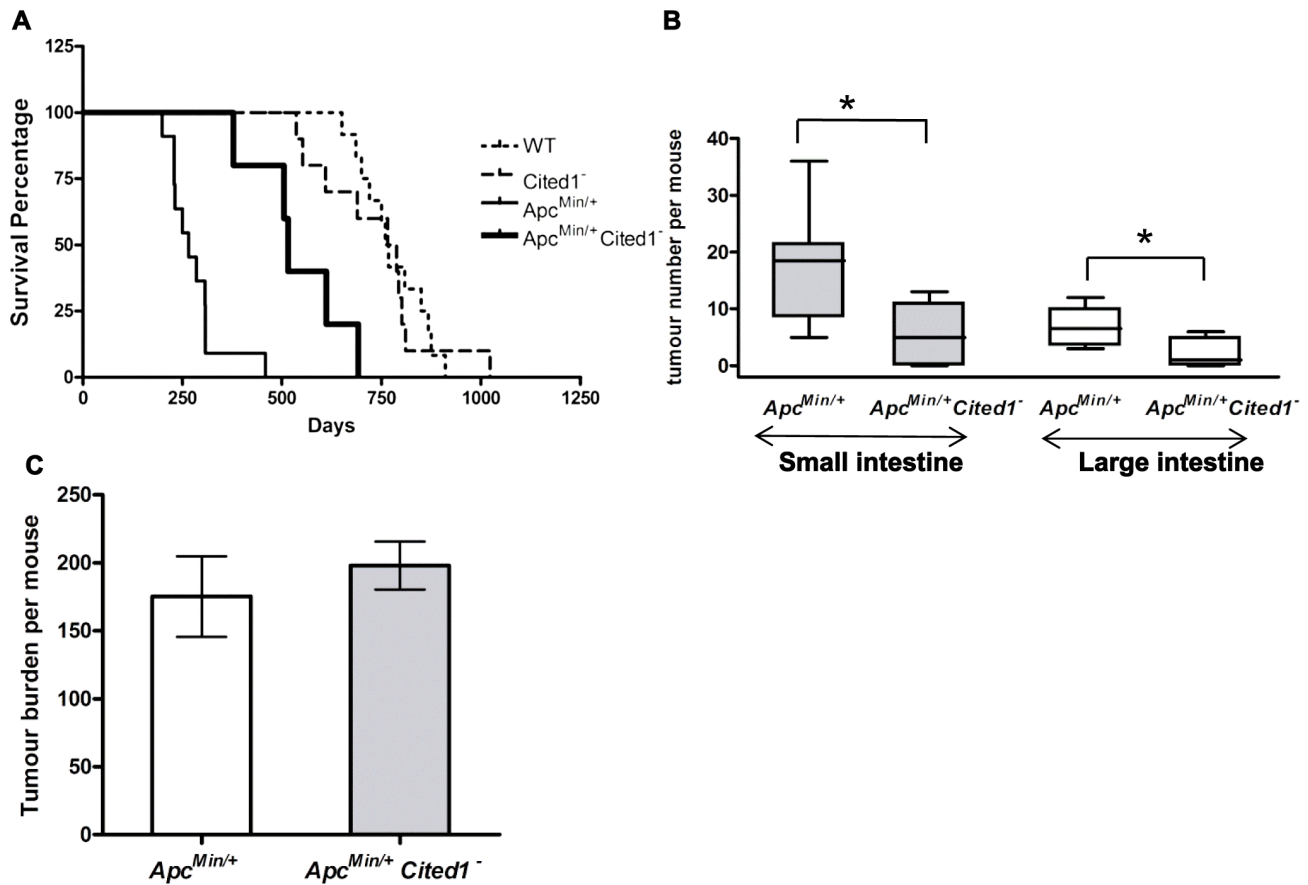 A
Survival Percentage
125
100
75
50
25
0
0 250 500 750 1000 1250
Days
WT
Cited1⁻
Apc^Min/+
Apc^Min/+ Cited1⁻
B
tumour number per mouse
40
30
20
10
0
*
*
Apc^Min/+ Apc^Min/+ Cited1⁻ Apc^Min/+ Apc^Min/+ Cited1⁻
Small intestine Large intestine
C
Tumour burden per mouse
250
200
150
100
50
0
Apc^Min/+ Apc^Min/+ Cited1⁻